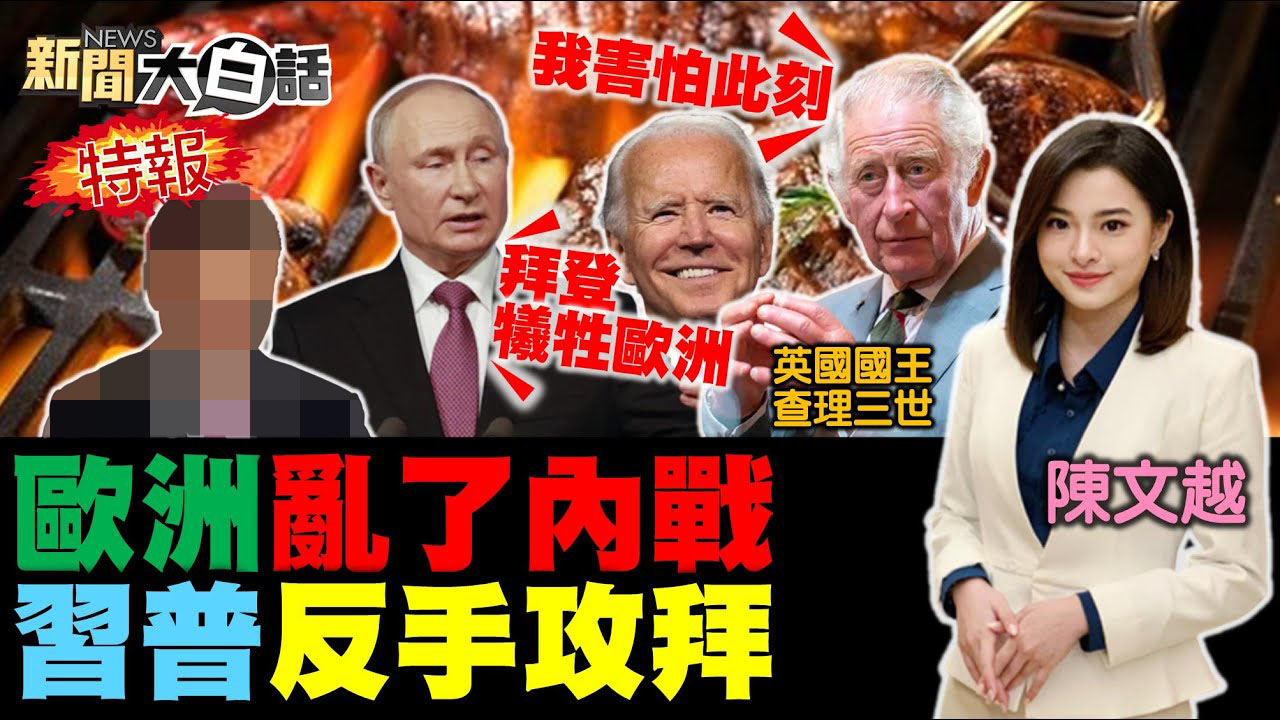 NEWS
新聞大白話
特報
我害怕此刻
拜登
犧牲歐洲
英國國王
查理三世
陳文越
歐洲亂了內戰
習普反手攻拜